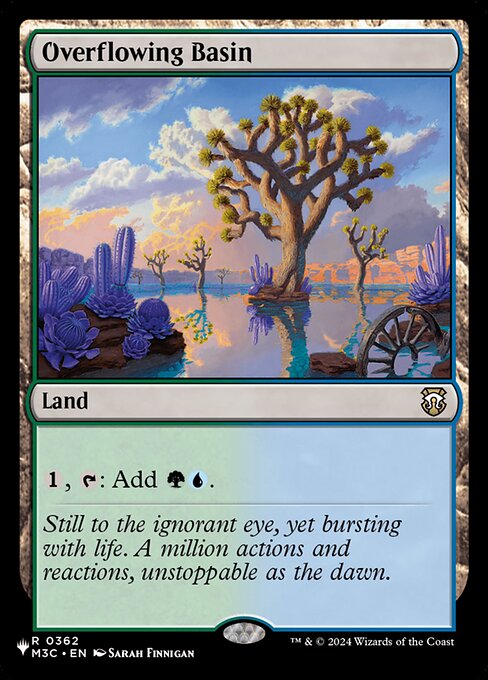 Overflowing Basin
Land
1, : Add .
Still to the ignorant eye, yet bursting
with life. A million actions and
reactions, unstoppable as the dawn.
R 0362
M3C • EN SARAH FINNIGAN
™ & © 2024 Wizards of the Coast